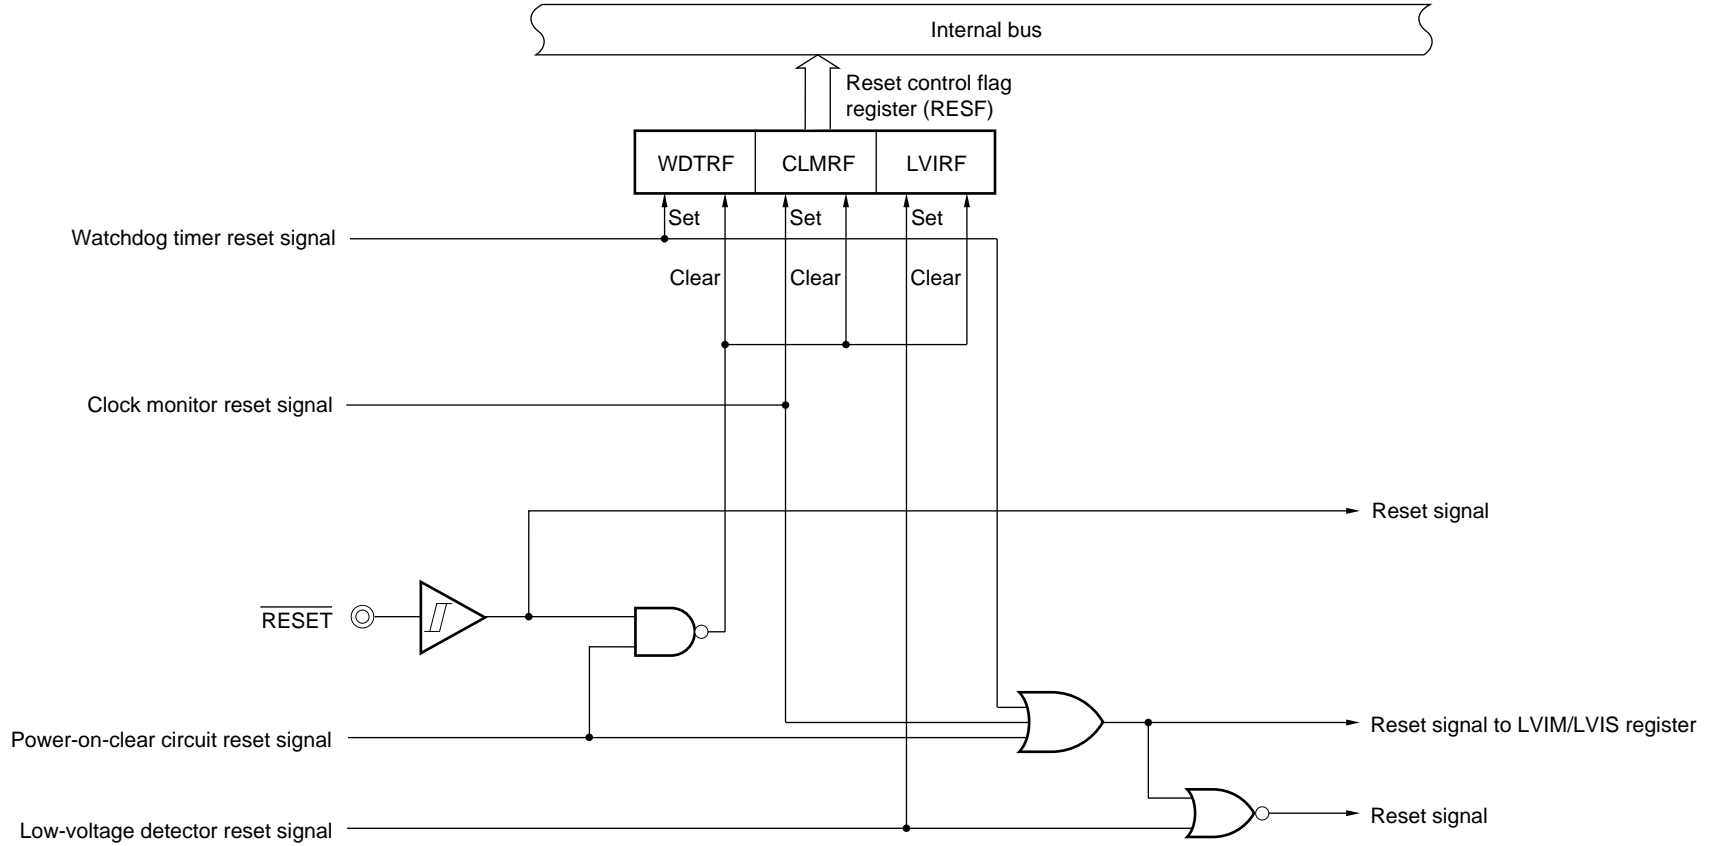 Internal bus
Reset control flag
register (RESF)
WDTRF CLMRF LVIRF
Set Set Set
Watchdog timer reset signal
Clear Clear Clear
Clock monitor reset signal
Reset signal
RESET
Reset signal to LVIM/LVIS register
Power-on-clear circuit reset signal
Reset signal
Low-voltage detector reset signal